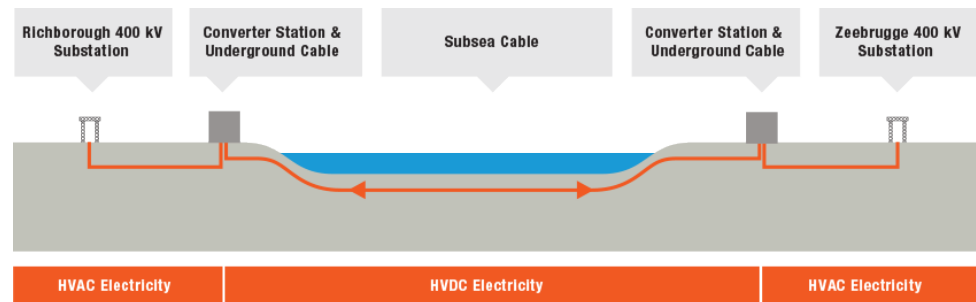 Richborough 400 kV
Substation
Converter Station &
Underground Cable
Subsea Cable
Converter Station &
Underground Cable
Zeebrugge 400 kV
Substation
HVAC Electricity
HVDC Electricity
HVAC Electricity